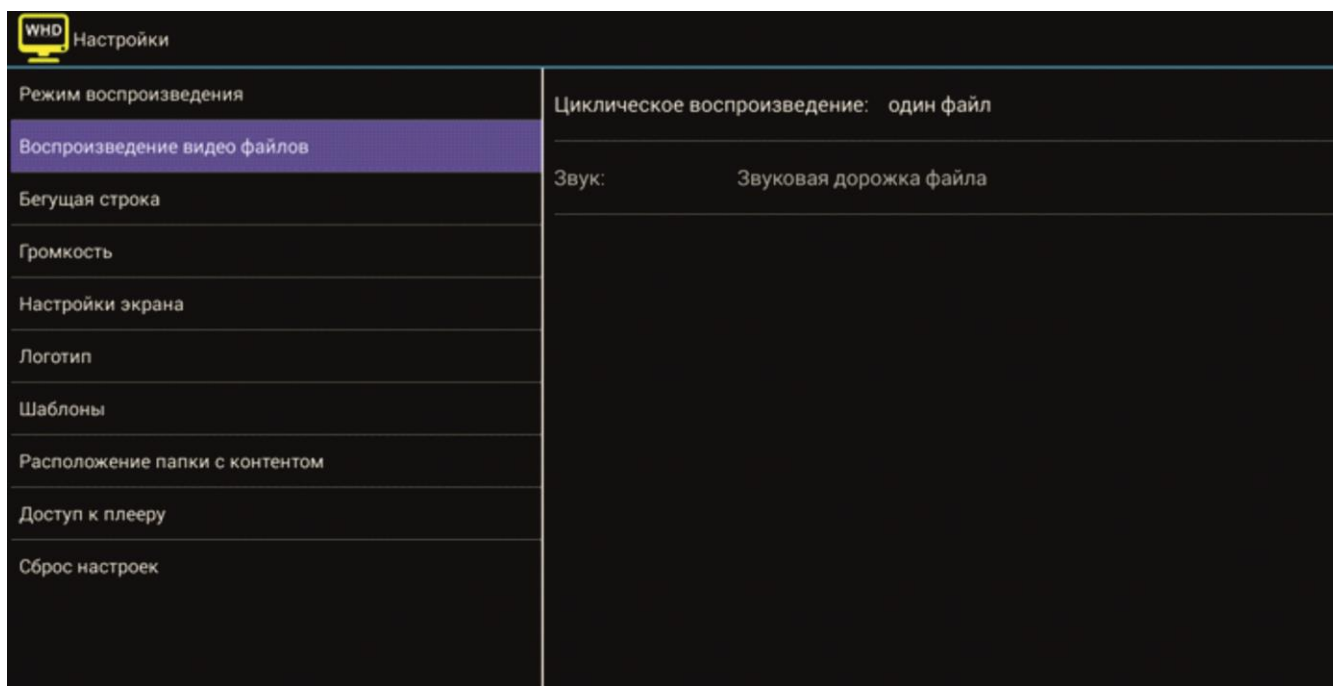 WHD Настройки
Режим воспроизведения
Воспроизведение видео файлов
Бегущая строка
Громкость
Настройки экрана
Логотип
Шаблоны
Расположение папки с контентом
Доступ к плееру
Сброс настроек
Циклическое воспроизведение: один файл
Звук: Звуковая дорожка файла